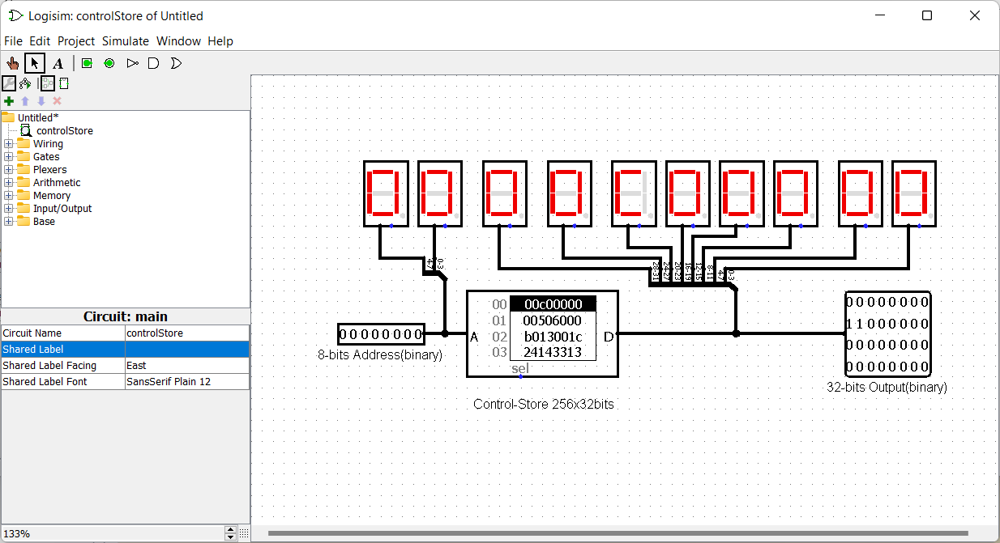 Logisim: controlStore of Untitled
File Edit Project Simulate Window Help
A
Untitled*
controlStore
Wiring
Gates
Plexers
Arithmetic
Memory
Input/Output
Base
Circuit: main
Circuit Name controlStore
Shared Label
Shared Label Facing East
Shared Label Font SansSerif Plain 12
133%
0 0 0 0 C 0 0 0 0 0
4-7 0-3
28-31 24-27 20-23 16-19 12-15 8-11 4-7 0-3
0 0 0 0 0 0 0 0
8-bits Address(binary)
A
00 00c00000
01 00506000
02 b013001c
03 24143313
D
sel
Control-Store 256x32bits
0 0 0 0 0 0 0 0
1 1 0 0 0 0 0 0
0 0 0 0 0 0 0 0
0 0 0 0 0 0 0 0
32-bits Output(binary)